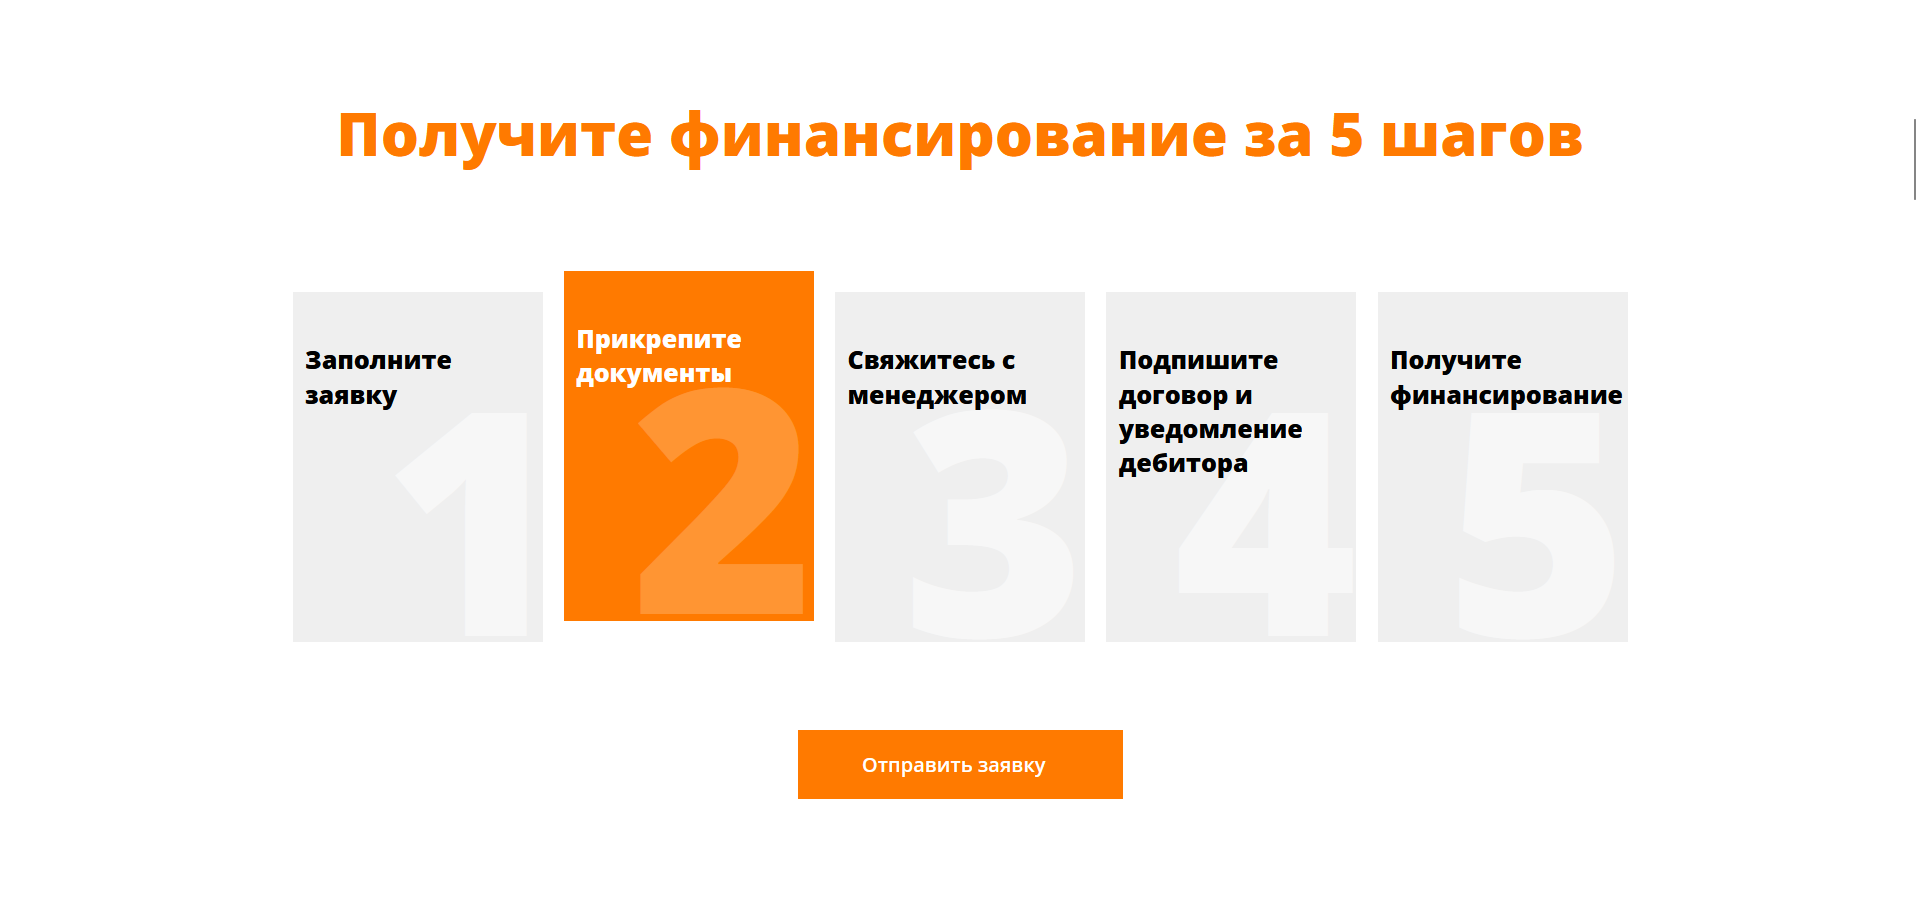 Получите финансирование за 5 шагов
Заполните
заявку
1
Прикрепите
документы
2
Свяжитесь с
менеджером
3
Подпишите
договор и
уведомление
дебитора
4
Получите
финансирование
5
Отправить заявку